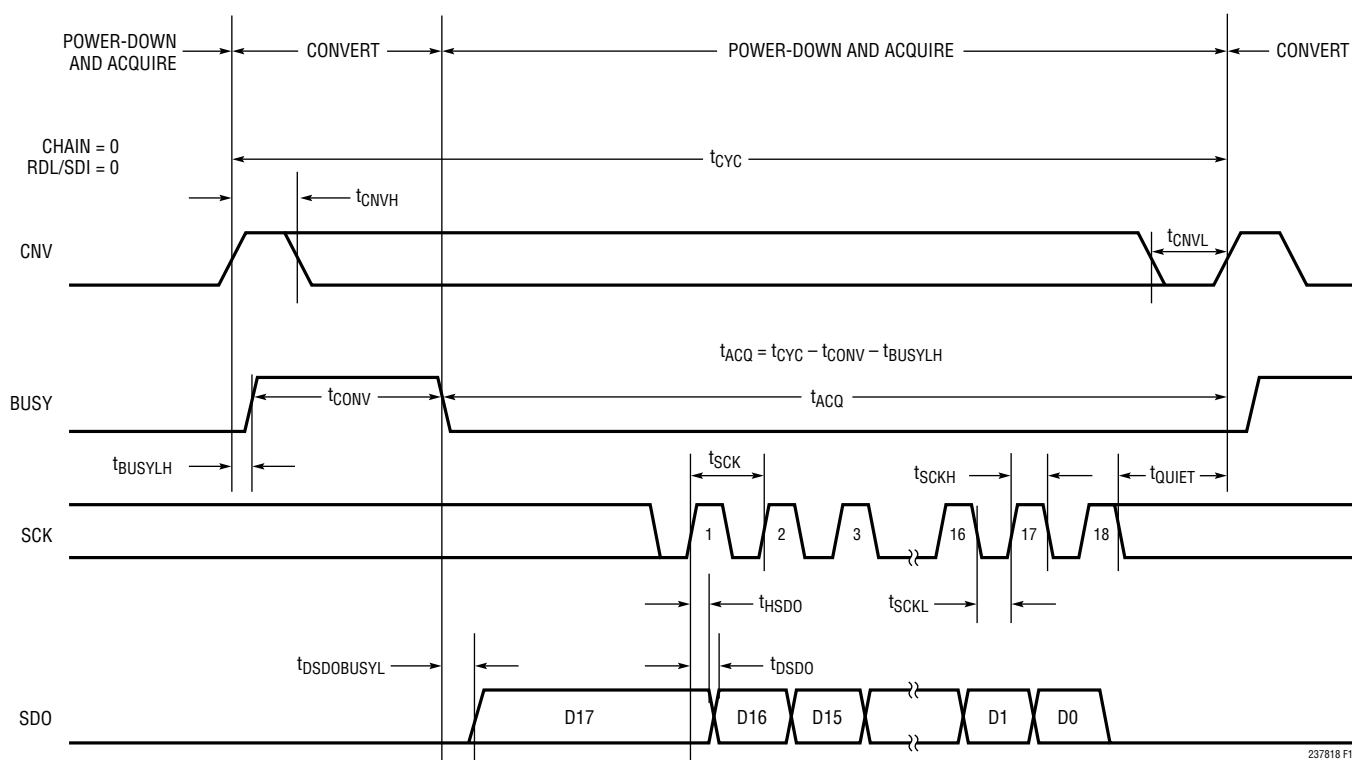 POWER-DOWN
AND ACQUIRE
CONVERT
POWER-DOWN AND ACQUIRE
CONVERT
CHAIN = 0
RDL/SDI = 0
tCYC
tCNVH
tCNVL
CNV
tACQ = tCYC – tCONV – tBUSYLH
BUSY
tCONV
tACQ
tBUSYLH
tSCK
tSCKH
tQUIET
SCK
1
2
3
16
17
18
tHSDO
tSCKL
tDSDOBUSYL
tDSDO
SDO
D17
D16
D15
D1
D0